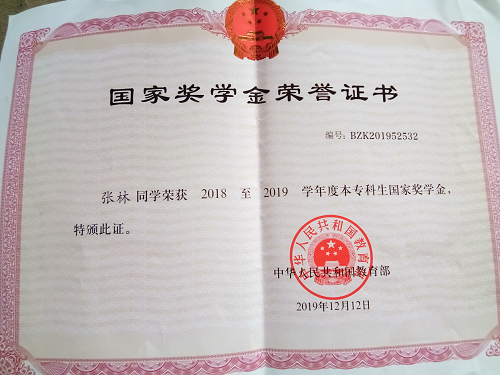 国家奖学金荣誉证书
编号: BZK201952532
张林 同学荣获 2018 至 2019 学年度本专科生国家奖学金,
特颁此证。
中华人民共和国教育部
中华人民共和国教育部
2019年12月12日